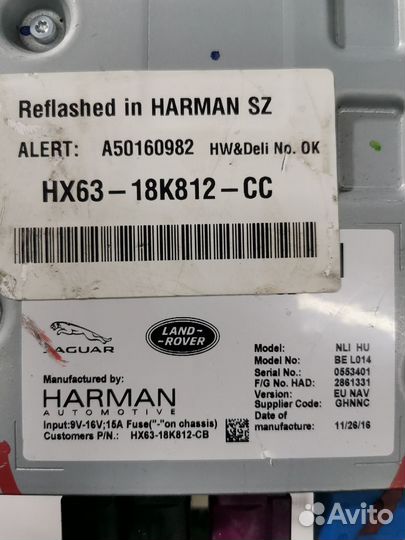 Reflashed in HARMAN SZ
ALERT: A50160982 HW&Deli No. OK
HX63-18K812-CC
JAGUAR
LAND-
ROVER
Manufactured by:
HARMAN
AUTOMOTIVE
Input:9V-16V;15A Fuse("-"on chassis)
Customers P/N.: HX63-18K812-CB
Model: NLI HU
Model No: BE L014
Serial No.: 0553401
F/G No. HAD: 2861331
Version: EU NAV
Supplier Code: GHNNC
Date of
manufacture: 11/26/16
Avito